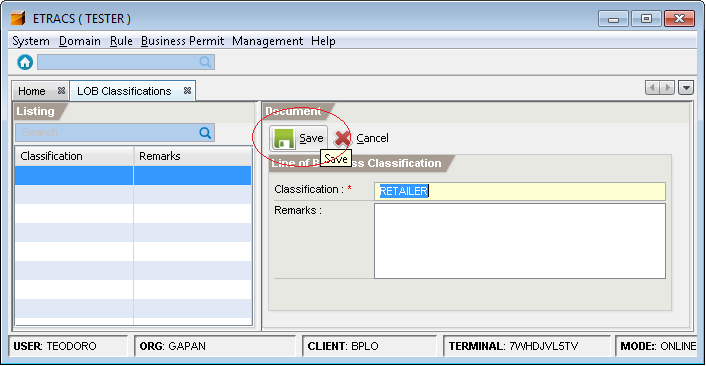 ETRACS ( TESTER )
System Domain Rule Business Permit Management Help
Home LOB Classifications
Listing
Search
Classification Remarks
Document
Save Cancel
Save
Line of B ss Classification
Classification : *
RETAILER
Remarks :
USER: TEODORO ORG: GAPAN CLIENT: BPLO TERMINAL: 7WHDJVL5TV MODE:: ONLINE